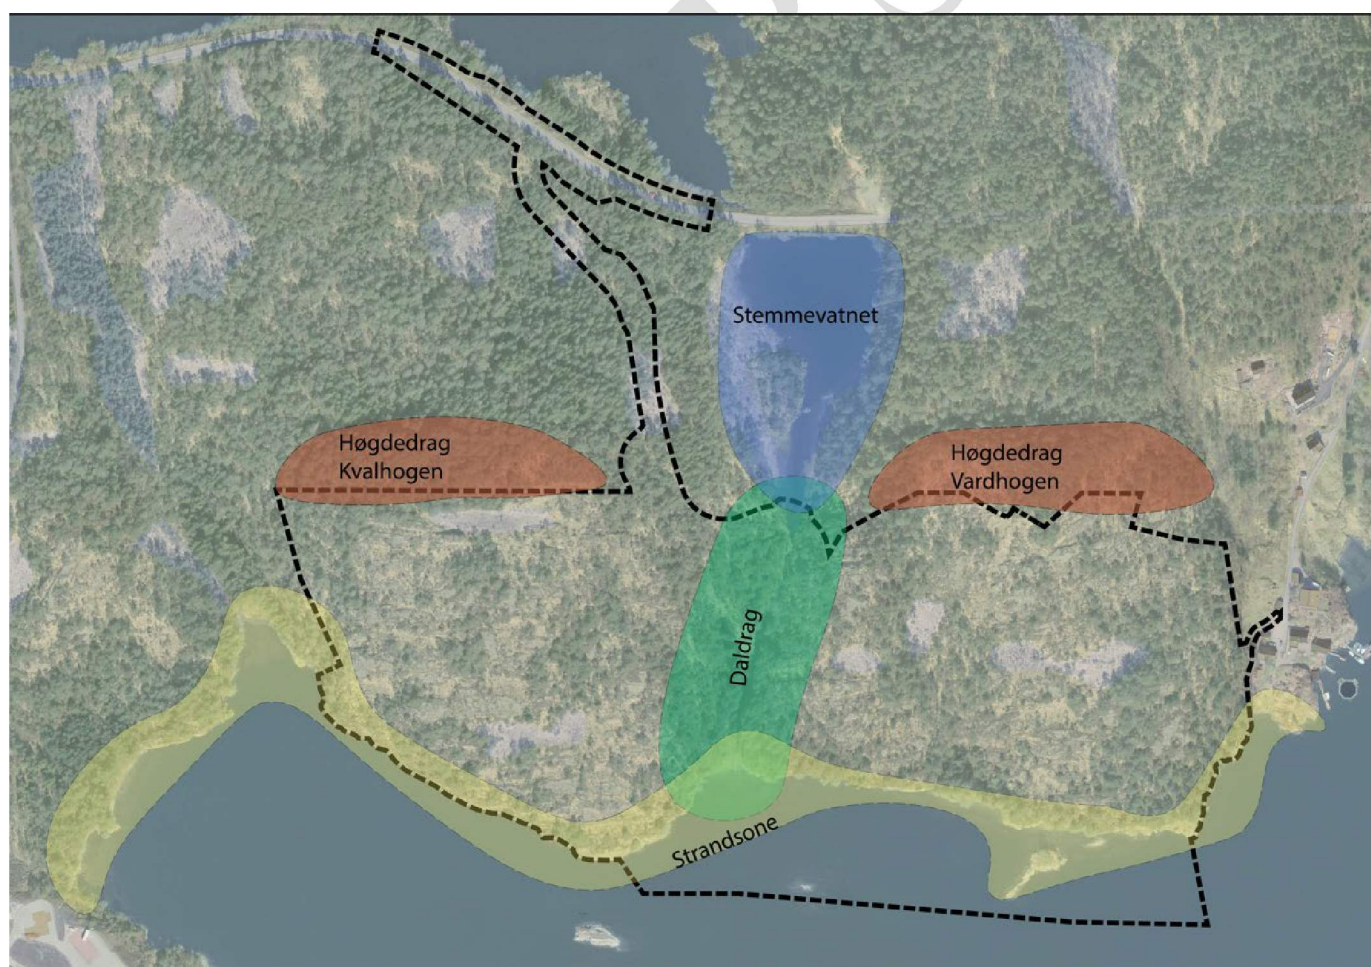 Stemmevatnet
Høgdedrag
Kvalhogen
Høgdedrag
Vardhogen
Daldrag
Strandsone